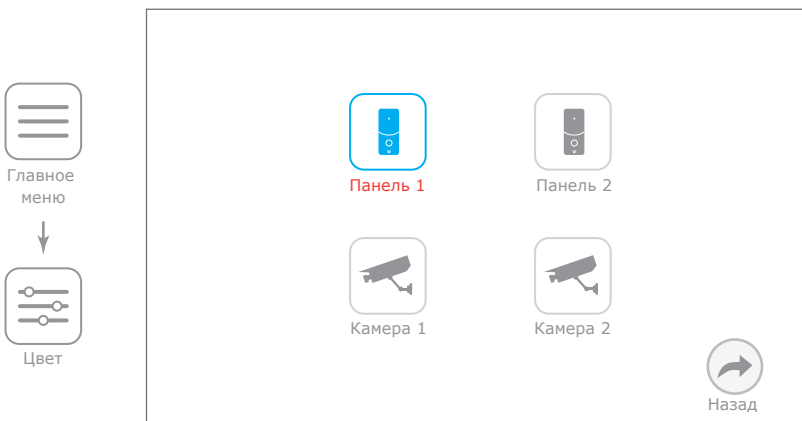 Главное
меню
Цвет
Панель 1
Панель 2
Камера 1
Камера 2
Назад